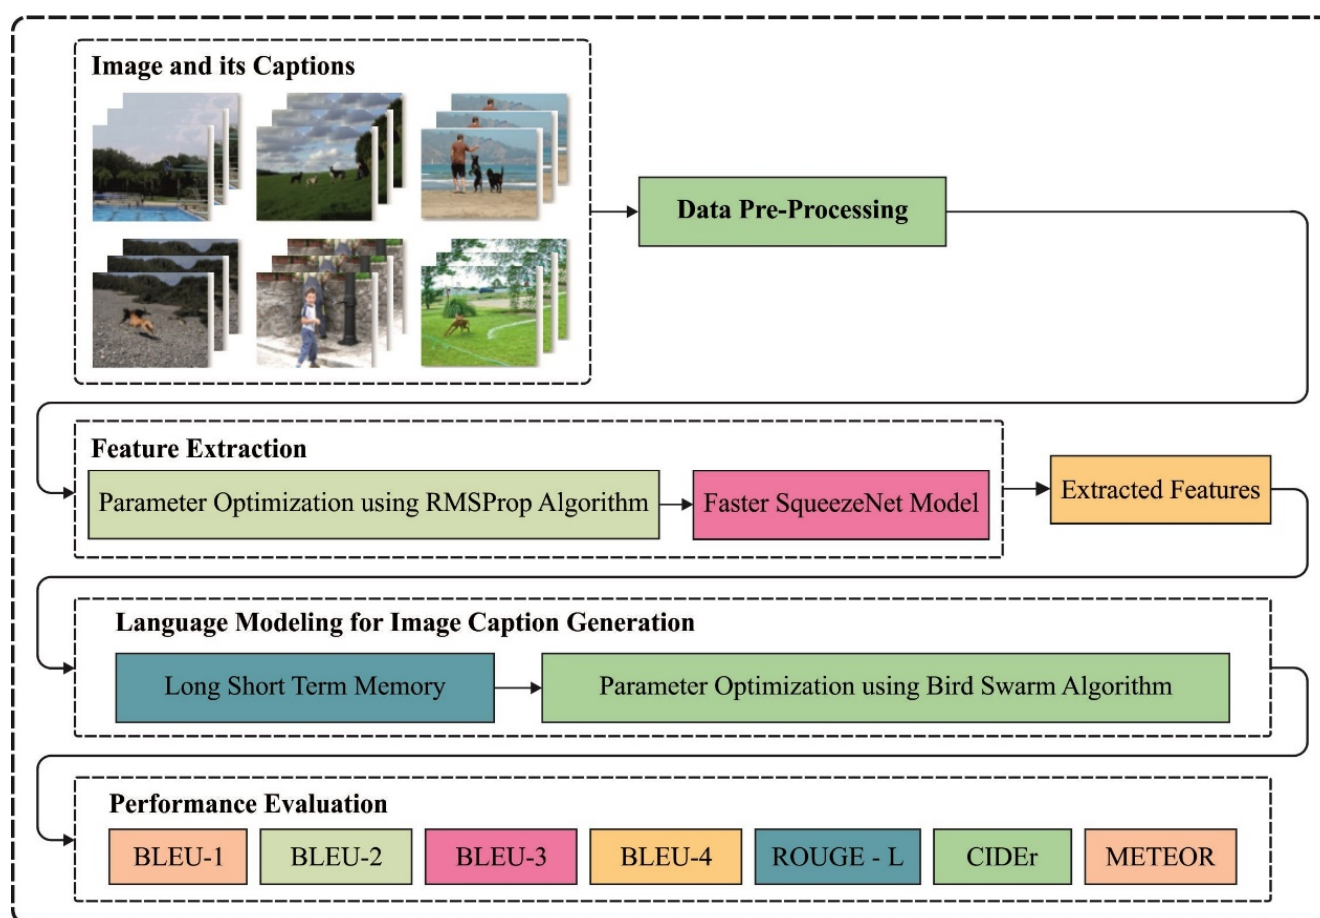 Image and its Captions
Data Pre-Processing
Feature Extraction
Parameter Optimization using RMSProp Algorithm
Faster SqueezeNet Model
Extracted Features
Language Modeling for Image Caption Generation
Long Short Term Memory
Parameter Optimization using Bird Swarm Algorithm
Performance Evaluation
BLEU-1
BLEU-2
BLEU-3
BLEU-4
ROUGE - L
CIDEr
METEOR